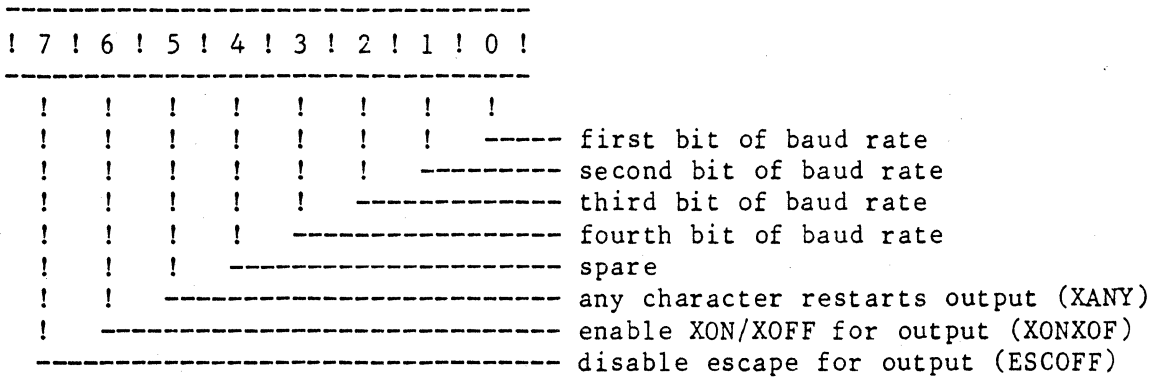 ---------------------------------
! 7 ! 6 ! 5 ! 4 ! 3 ! 2 ! 1 ! 0 !
---------------------------------
  !   !   !   !   !   !   !   !
  !   !   !   !   !   !   !   ----- first bit of baud rate
  !   !   !   !   !   !   --------- second bit of baud rate
  !   !   !   !   !   ------------- third bit of baud rate
  !   !   !   !   ----------------- fourth bit of baud rate
  !   !   !   --------------------- spare
  !   !   ------------------------- any character restarts output (XANY)
  !   ----------------------------- enable XON/XOFF for output (XONXOF)
  --------------------------------- disable escape for output (ESCOFF)